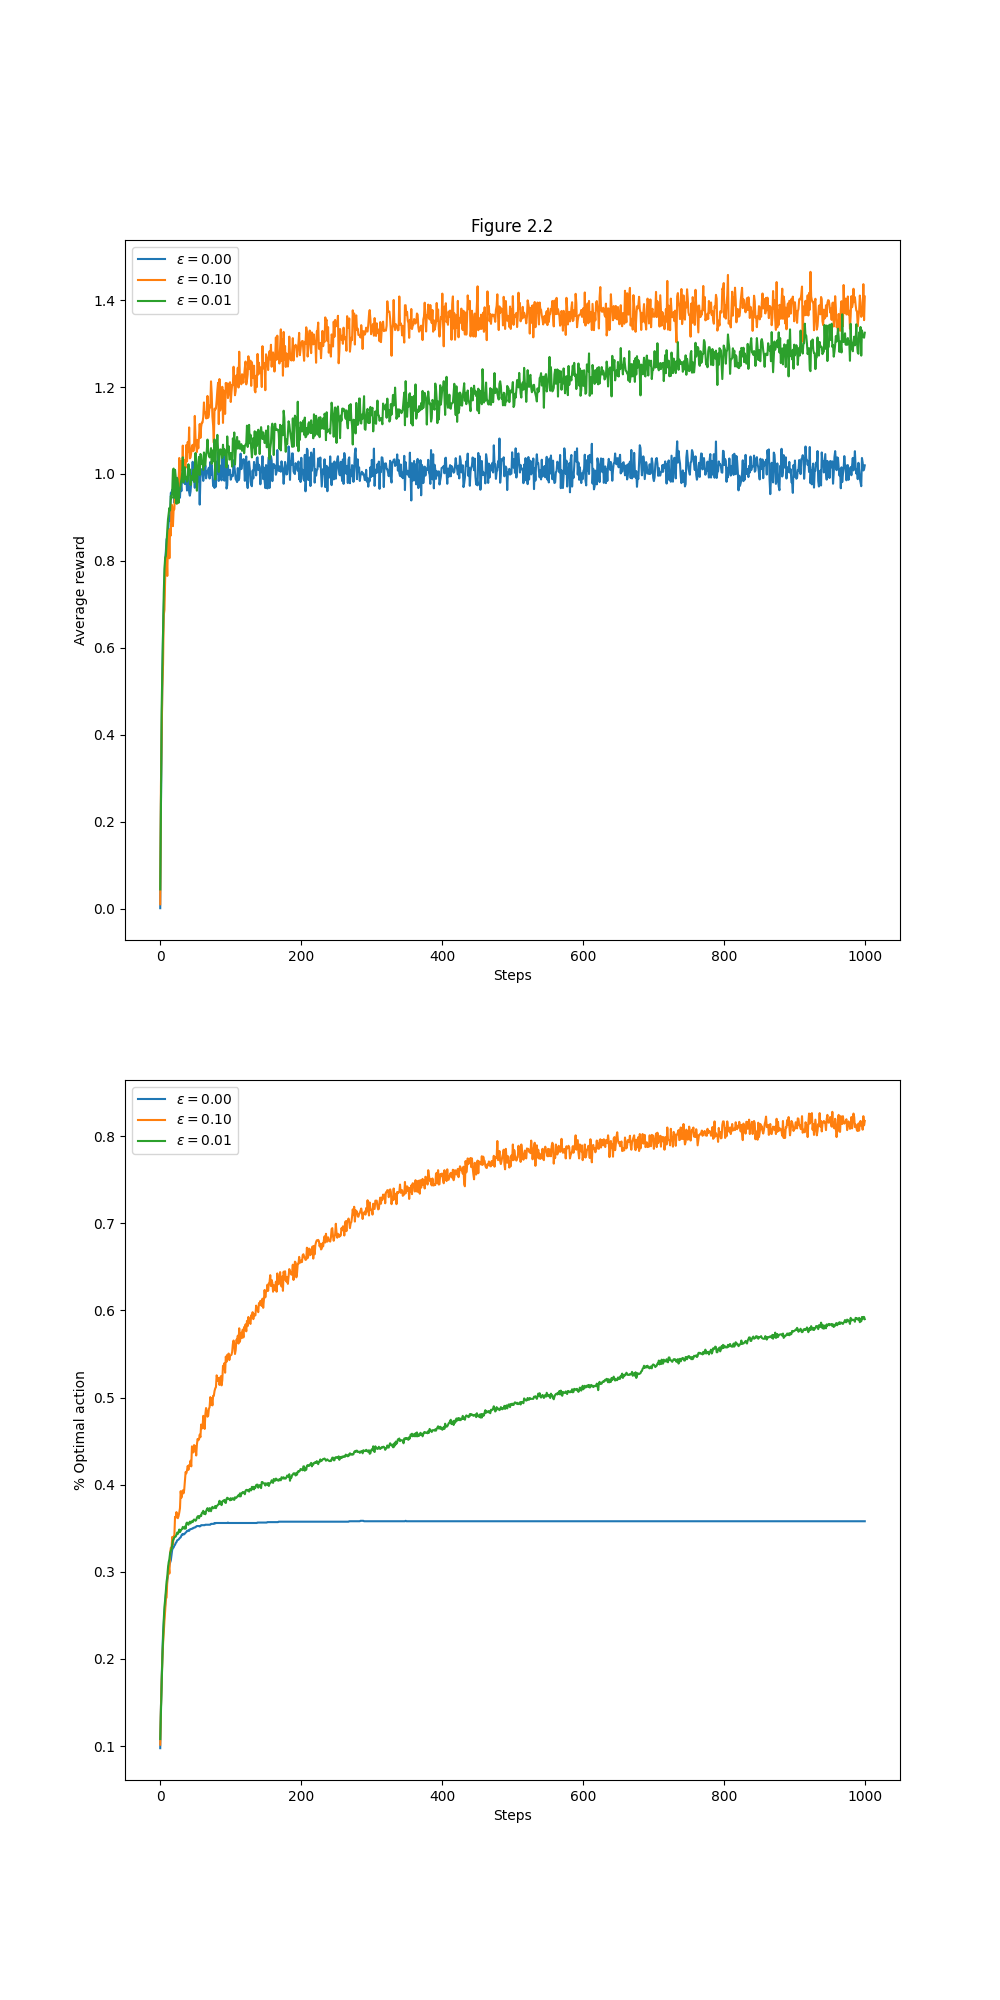 Figure 2.2
ε = 0.00
ε = 0.10
ε = 0.01
1.4
1.2
1.0
0.8
0.6
0.4
0.2
0.0
Average reward
0 200 400 600 800 1000
Steps
ε = 0.00
ε = 0.10
ε = 0.01
0.8
0.7
0.6
0.5
0.4
0.3
0.2
0.1
% Optimal action
0 200 400 600 800 1000
Steps